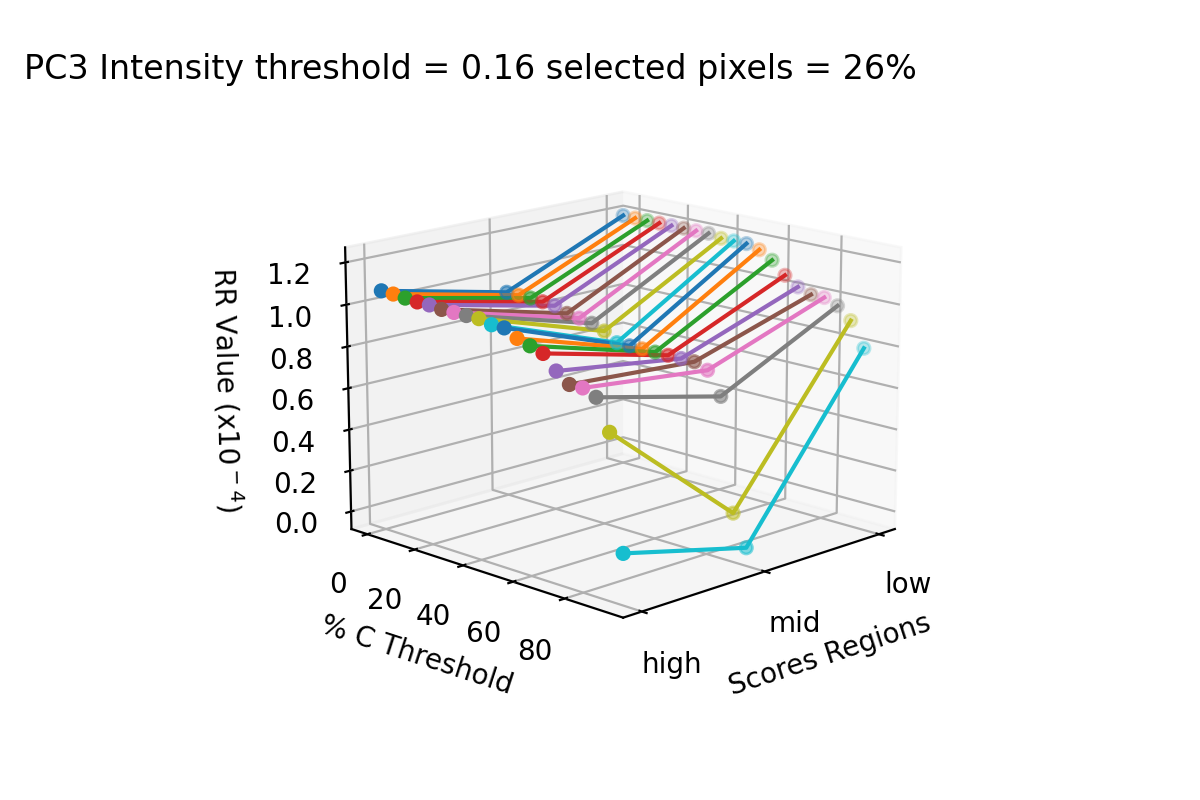 PC3 Intensity threshold = 0.16 selected pixels = 26%
RR Value (x10⁻⁴)
1.2
1.0
0.8
0.6
0.4
0.2
0.0
0
20
40
60
80
% C Threshold
high
mid
low
Scores Regions